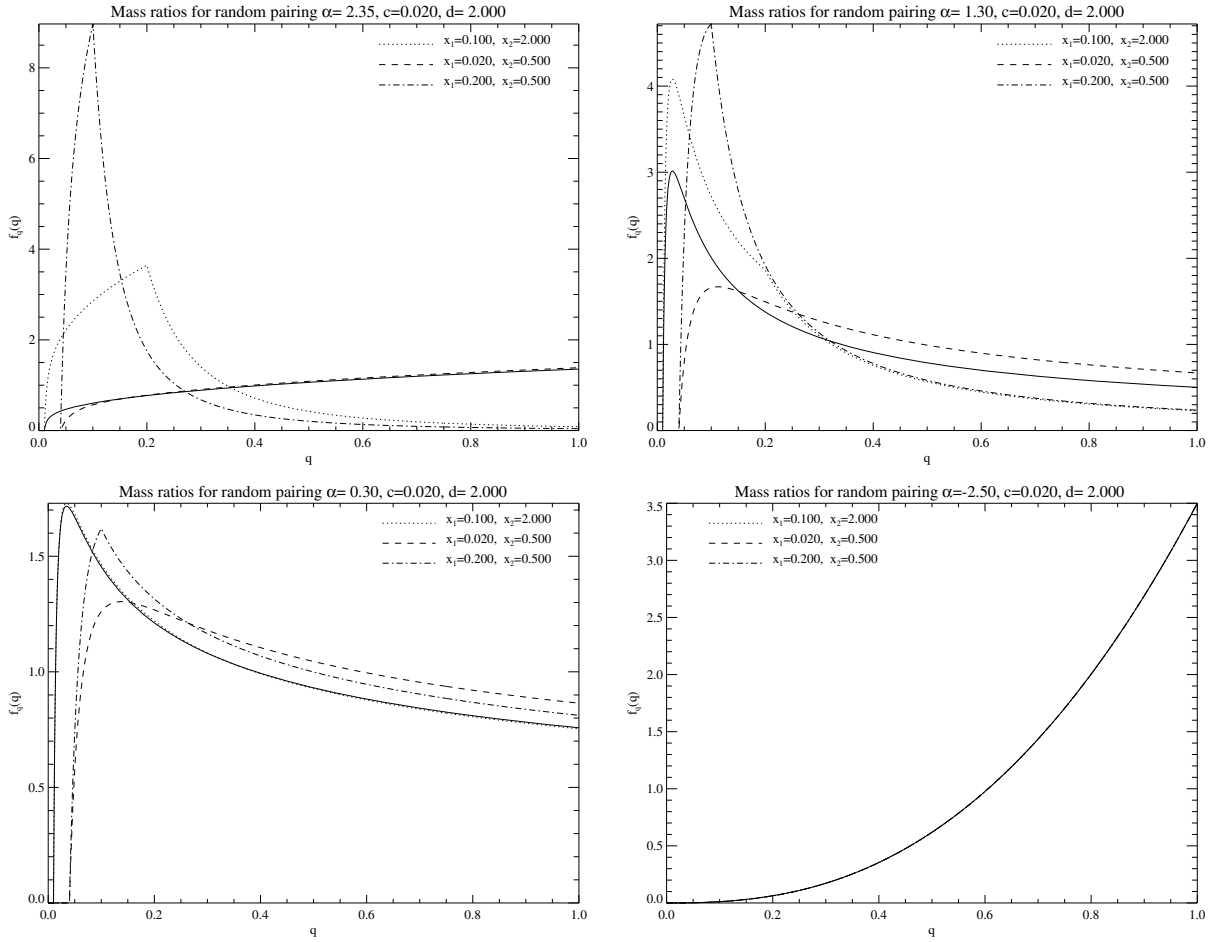 Mass ratios for random pairing α= 2.35, c=0.020, d= 2.000
x₁=0.100, x₂=2.000
x₁=0.020, x₂=0.500
x₁=0.200, x₂=0.500
8
6
4
2
0
f_q(q)
0.0 0.2 0.4 0.6 0.8 1.0
q
Mass ratios for random pairing α= 1.30, c=0.020, d= 2.000
x₁=0.100, x₂=2.000
x₁=0.020, x₂=0.500
x₁=0.200, x₂=0.500
4
3
2
1
0
f_q(q)
0.0 0.2 0.4 0.6 0.8 1.0
q
Mass ratios for random pairing α= 0.30, c=0.020, d= 2.000
x₁=0.100, x₂=2.000
x₁=0.020, x₂=0.500
x₁=0.200, x₂=0.500
1.5
1.0
0.5
0.0
f_q(q)
0.0 0.2 0.4 0.6 0.8 1.0
q
Mass ratios for random pairing α=-2.50, c=0.020, d= 2.000
x₁=0.100, x₂=2.000
x₁=0.020, x₂=0.500
x₁=0.200, x₂=0.500
3.5
3.0
2.5
2.0
1.5
1.0
0.5
0.0
f_q(q)
0.0 0.2 0.4 0.6 0.8 1.0
q